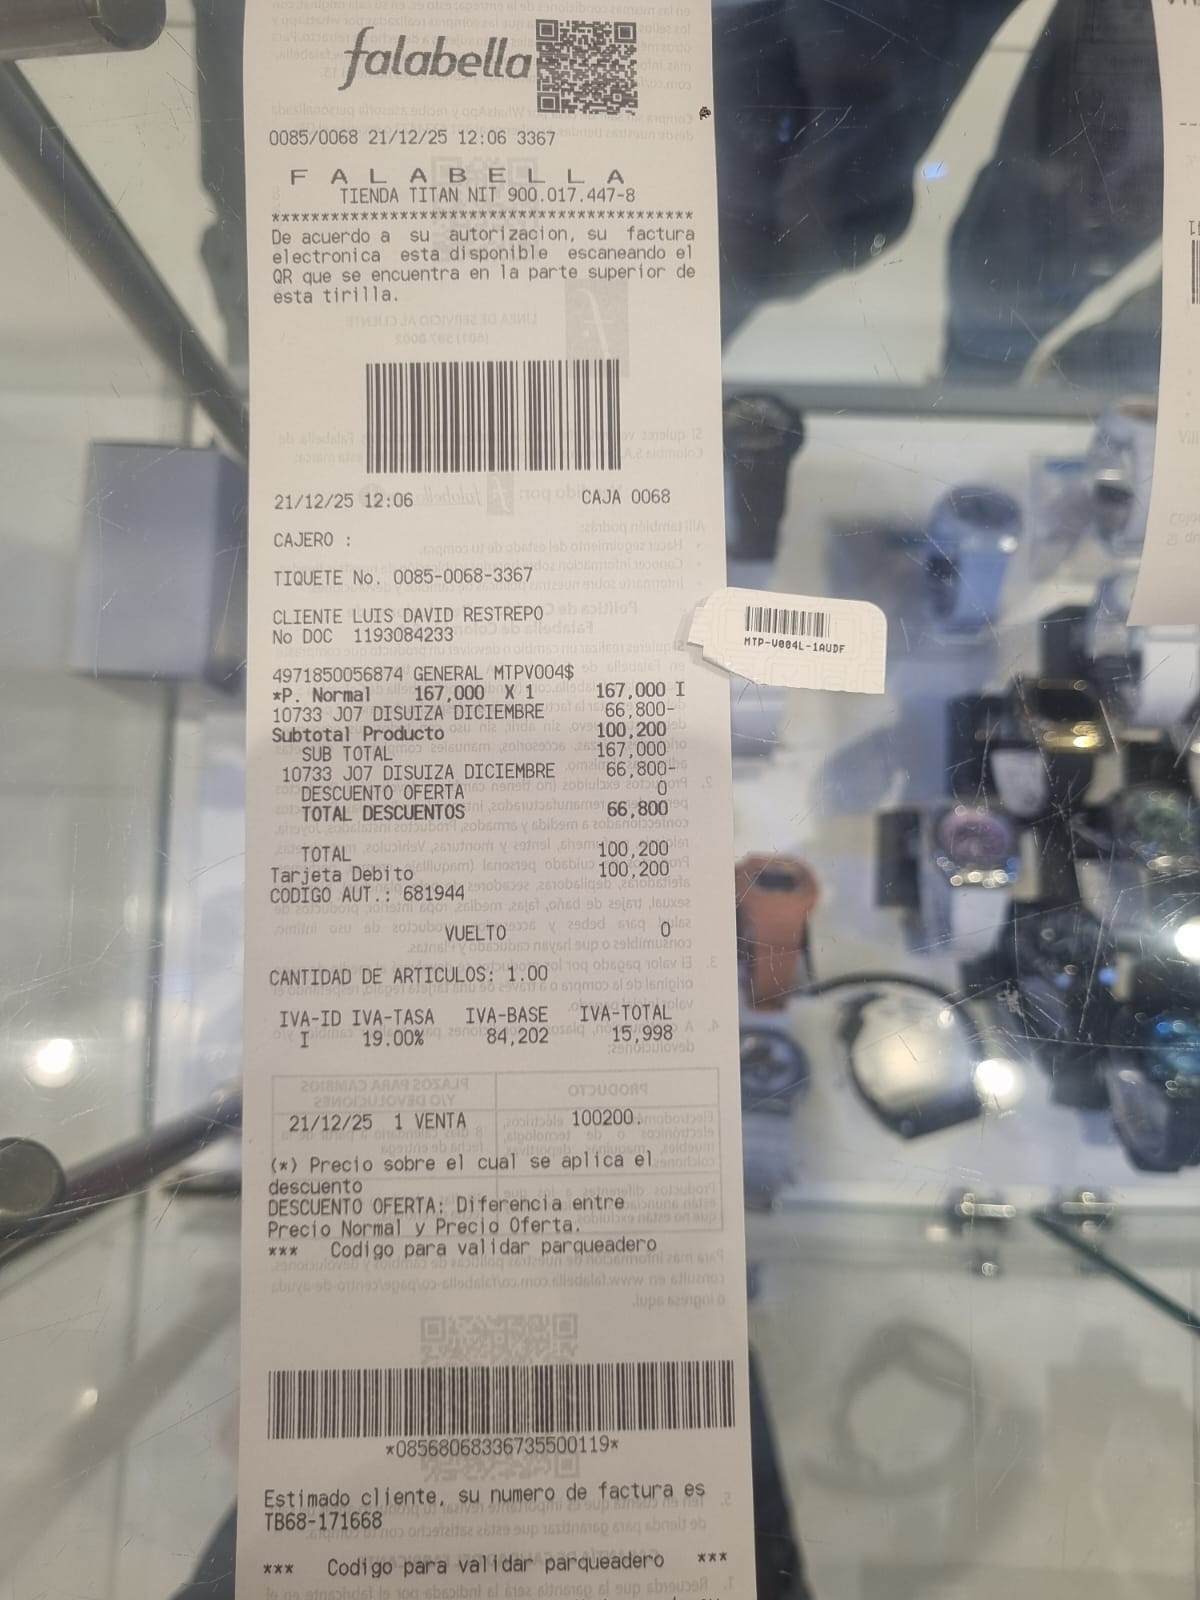 falabella
0085/0068 21/12/25 12:06 3367
F A L A B E L L A
TIENDA TITAN NIT 900.017.447-8
*******************************************
De acuerdo a su autorizacion, su factura
electronica esta disponible escaneando el
QR que se encuentra en la parte superior de
esta tirilla.
21/12/25 12:06 CAJA 0068
CAJERO :
TIQUETE No. 0085-0068-3367
CLIENTE LUIS DAVID RESTREPO
No DOC 1193084233
4971850056874 GENERAL MTPV004$
*P. Normal 167,000 X 1 167,000 I
10733 J07 DISUIZA DICIEMBRE 66,800-
Subtotal Producto 100,200
SUB TOTAL 167,000
10733 J07 DISUIZA DICIEMBRE 66,800-
DESCUENTO OFERTA 0
TOTAL DESCUENTOS 66,800
TOTAL 100,200
Tarjeta Debito 100,200
CODIGO AUT.: 681944
VUELTO 0
CANTIDAD DE ARTICULOS: 1.00
IVA-ID IVA-TASA IVA-BASE IVA-TOTAL
I 19.00% 84,202 15,998
21/12/25 1 VENTA 100200.
(*) Precio sobre el cual se aplica el
descuento
DESCUENTO OFERTA: Diferencia entre
Precio Normal y Precio Oferta.
*** Codigo para validar parqueadero
*08568068336735500119*
Estimado cliente, su numero de factura es
TB68-171668
*** Codigo para validar parqueadero ***
MTP-V004L-1AUDF